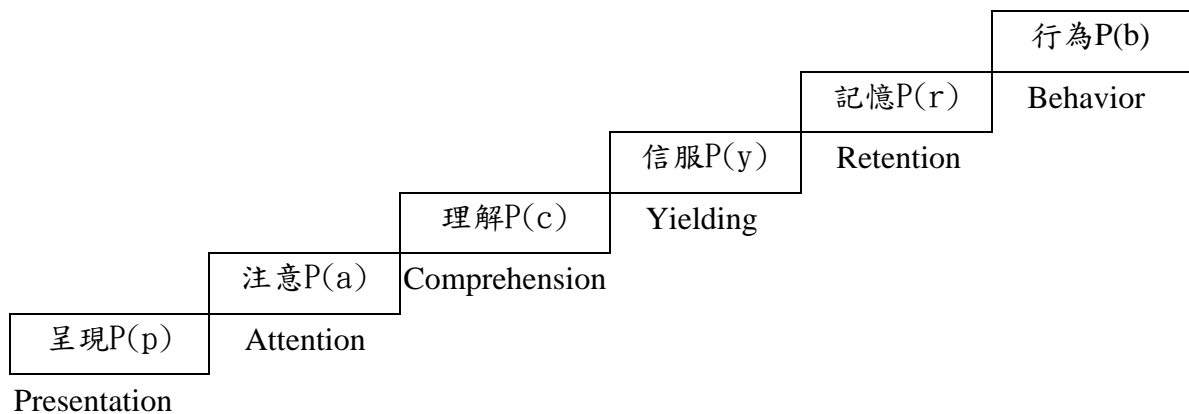 行為P(b)
記憶P(r)
Behavior
信服P(y)
Retention
理解P(c)
Yielding
注意P(a)
Comprehension
呈現P(p)
Attention
Presentation